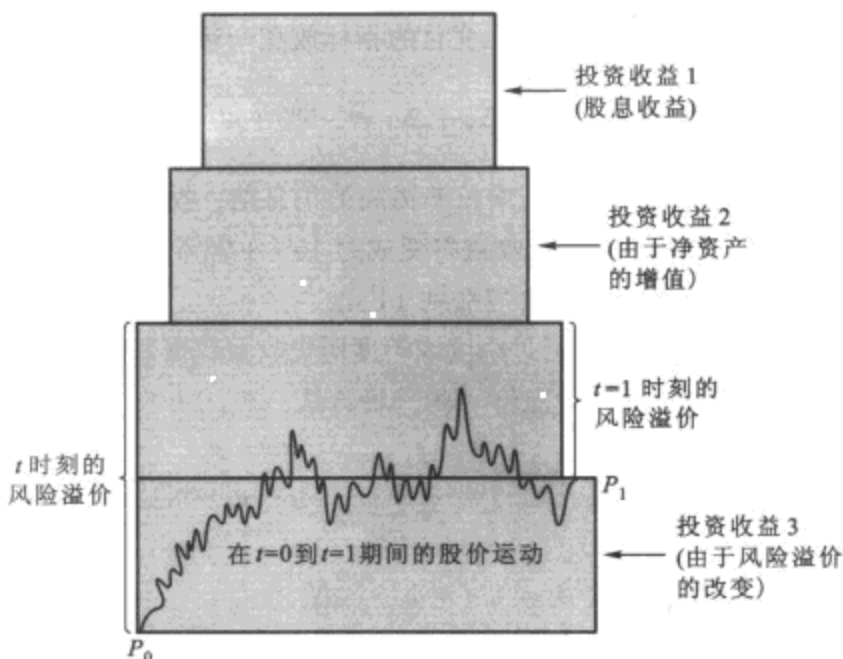 投资收益1
(股息收益)
投资收益2
(由于净资产
的增值)
t=1 时刻的
风险溢价
t 时刻的
风险溢价
P₁
在t=0到t=1期间的股价运动
投资收益3
(由于风险溢价
的改变)
P₀